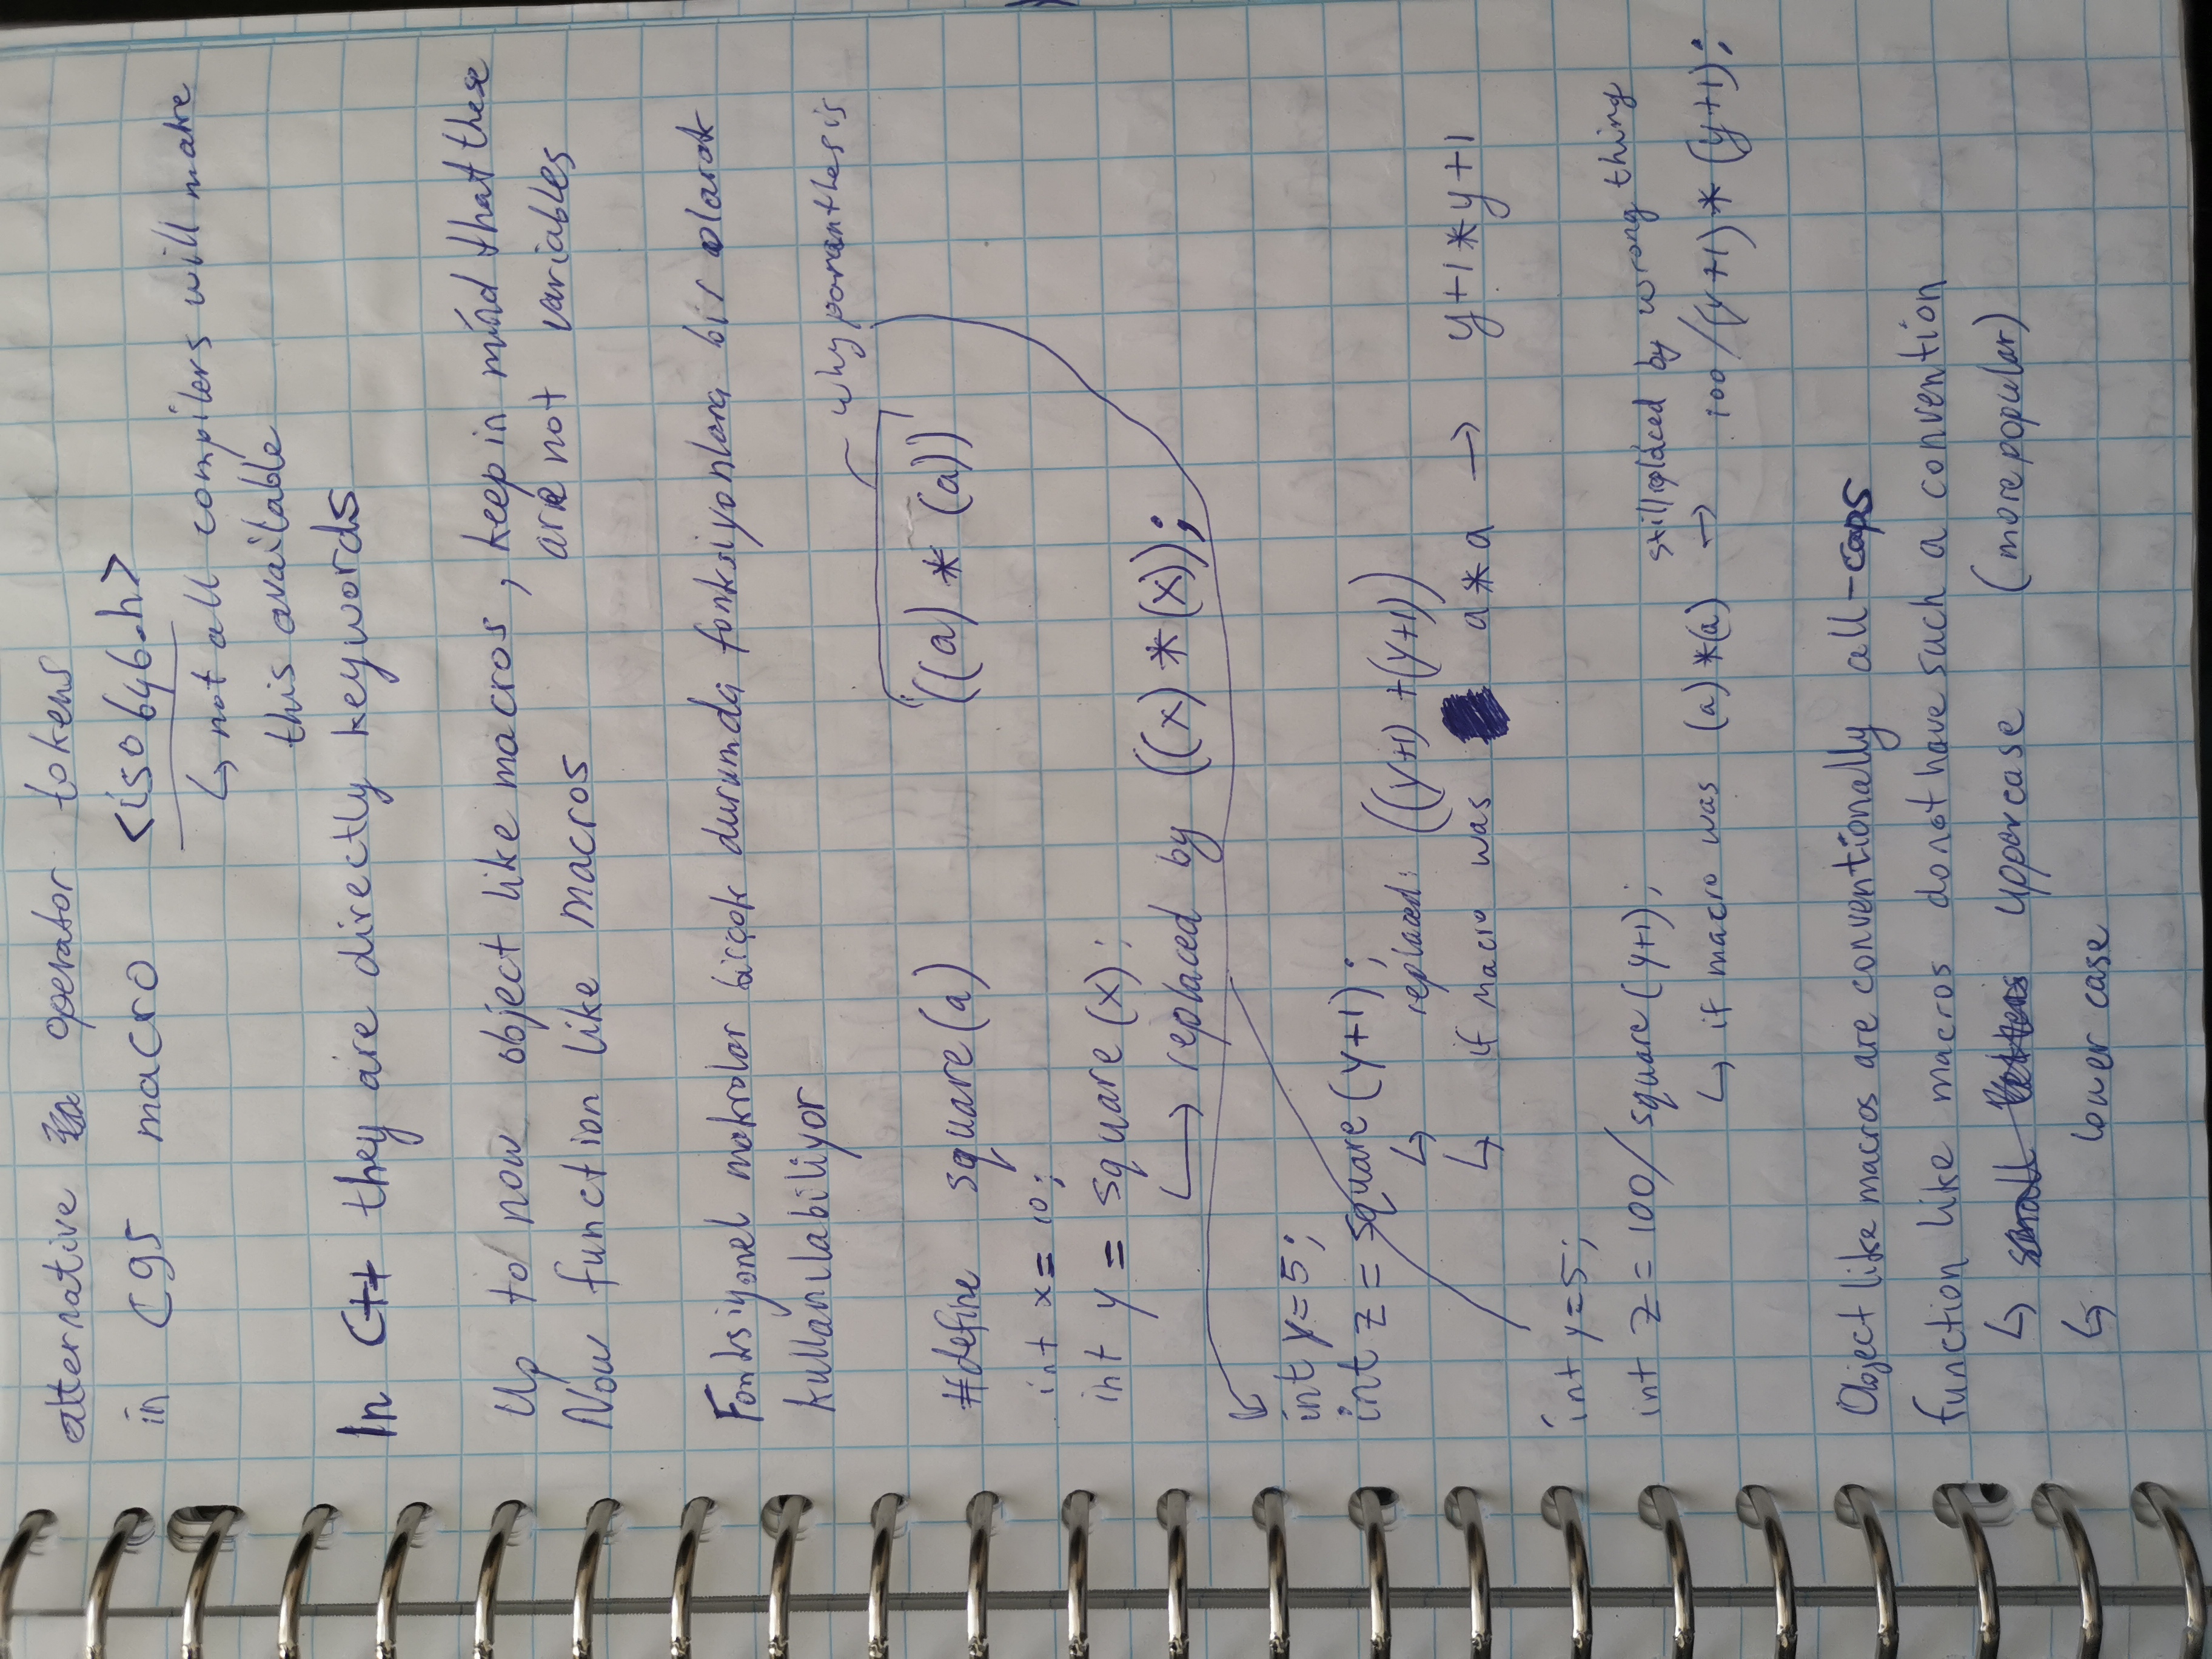 alternative operator tokens
in C95 macro <iso646.h>
↳ not all compilers will make
this available
In C++ they are directly keywords
Up to now object like macros, keep in mind that these
are not variables
Now function like macros
Fonksiyonel makrolar birçok durumda fonksiyonlara bir olarak
kullanılabiliyor
why paranthesis
#define square(a) ((a) * (a))
int x = 10;
int y = square(x);
↳ replaced by ((x) * (x));
int y=5;
int z = square(y+1);
↳ replaced: ((y+1) +(y+1))
↳ if macro was a * a → y+1*y+1
int y=5;
int z = 100/square(y+1);
still replaced by wrong thing
↳ if macro was (a) *(a) → 100/(y+1) * (y+1);
Object like macros are conventionally all-caps
function like macros do not have such a convention
↳ small letters uppercase (more popular)
↳ lower case